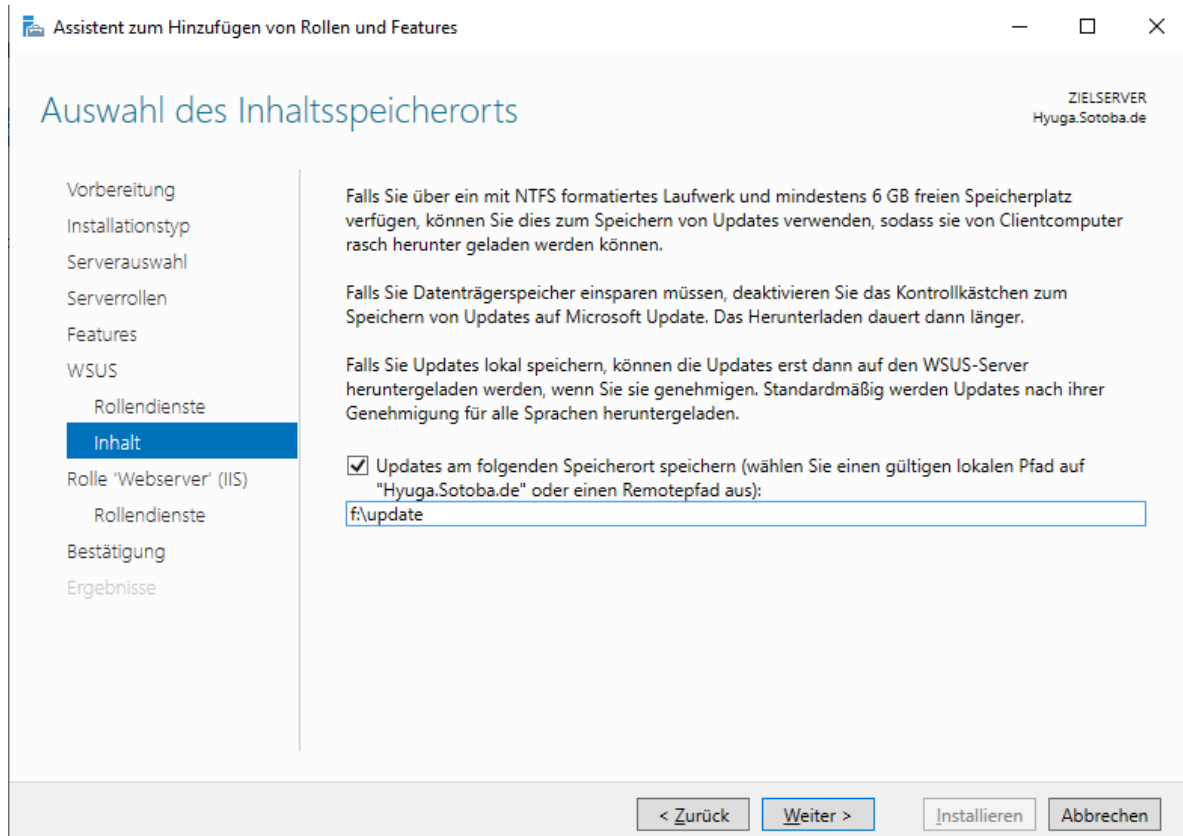 Assistent zum Hinzufügen von Rollen und Features
Auswahl des Inhaltsspeicherorts
ZIELSERVER
Hyuga.Sotoba.de
Vorbereitung
Installationstyp
Serverauswahl
Serverrollen
Features
WSUS
Rollendienste
Inhalt
Rolle 'Webserver' (IIS)
Rollendienste
Bestätigung
Ergebnisse
Falls Sie über ein mit NTFS formatiertes Laufwerk und mindestens 6 GB freien Speicherplatz
verfügen, können Sie dies zum Speichern von Updates verwenden, sodass sie von Clientcomputer
rasch herunter geladen werden können.
Falls Sie Datenträgerspeicher einsparen müssen, deaktivieren Sie das Kontrollkästchen zum
Speichern von Updates auf Microsoft Update. Das Herunterladen dauert dann länger.
Falls Sie Updates lokal speichern, können die Updates erst dann auf den WSUS-Server
heruntergeladen werden, wenn Sie sie genehmigen. Standardmäßig werden Updates nach ihrer
Genehmigung für alle Sprachen heruntergeladen.
Updates am folgenden Speicherort speichern (wählen Sie einen gültigen lokalen Pfad auf
"Hyuga.Sotoba.de" oder einen Remotepfad aus):
f:\update
< Zurück
Weiter >
Installieren
Abbrechen